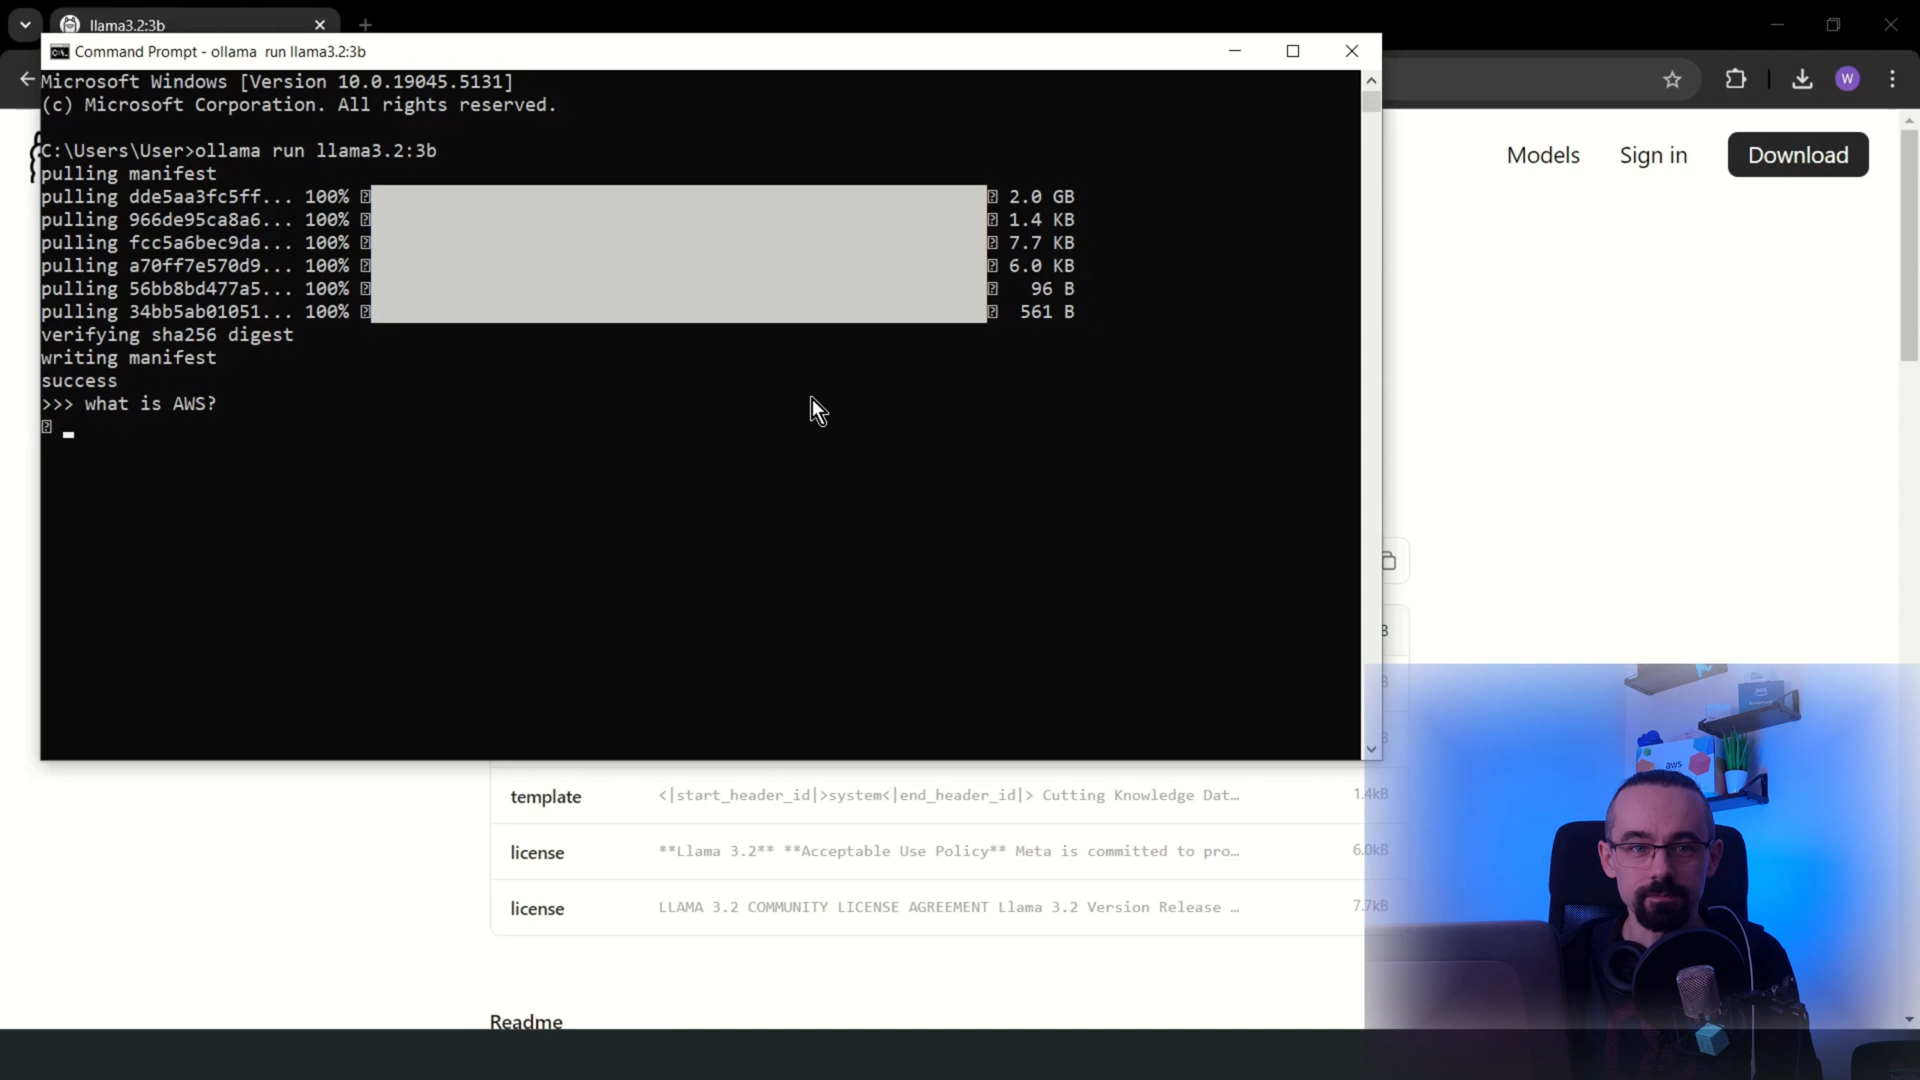 llama3.2:3b
Command Prompt - ollama  run llama3.2:3b
W
Microsoft Windows [Version 10.0.19045.5131]
(c) Microsoft Corporation. All rights reserved.
Models
Sign in
Download
C:\Users\User>ollama run llama3.2:3b
pulling manifest
pulling dde5aa3fc5ff... 100% 2.0 GB
pulling 966de95ca8a6... 100% 1.4 KB
pulling fcc5a6bec9da... 100% 7.7 KB
pulling a70ff7e570d9... 100% 6.0 KB
pulling 56bb8bd477a5... 100% 96 B
pulling 34bb5ab01051... 100% 561 B
verifying sha256 digest
writing manifest
success
>>> what is AWS?
template <|start_header_id|>system<|end_header_id|> Cutting Knowledge Dat… 1.4kB
license **Llama 3.2** **Acceptable Use Policy** Meta is committed to pro… 6.0kB
license LLAMA 3.2 COMMUNITY LICENSE AGREEMENT Llama 3.2 Version Release … 7.7kB
Readme
aws